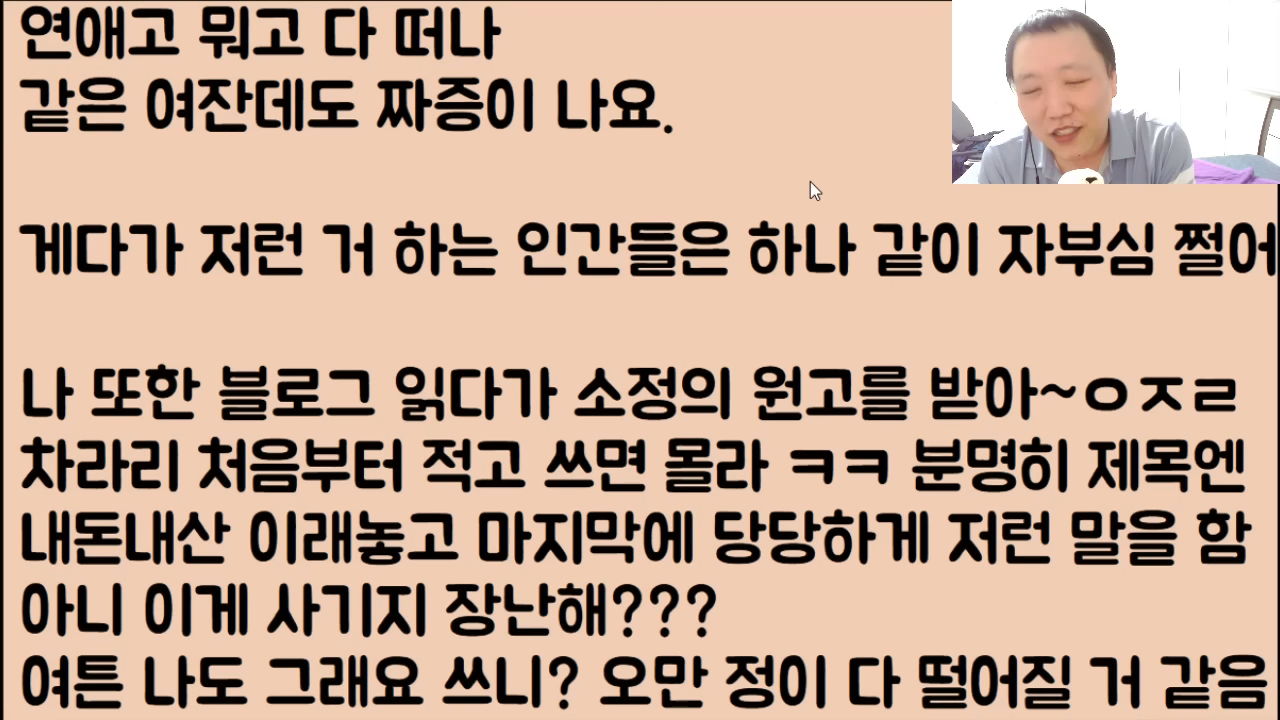 연애고 뭐고 다 떠나
같은 여잔데도 짜증이 나요.
게다가 저런 거 하는 인간들은 하나 같이 자부심 쩔어
나 또한 블로그 읽다가 소정의 원고를 받아~ㅇㅈㄹ
차라리 처음부터 적고 쓰면 몰라 ㅋㅋ 분명히 제목엔
내돈내산 이래놓고 마지막에 당당하게 저런 말을 함
아니 이게 사기지 장난해???
여튼 나도 그래요 쓰니? 오만 정이 다 떨어질 거 같음